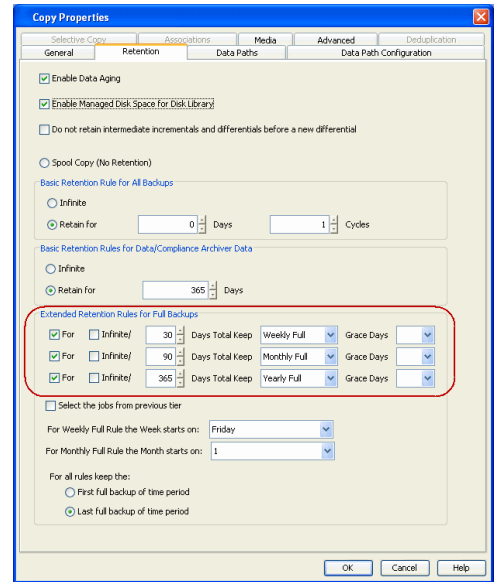 Copy Properties
Selective Copy Associations Media Advanced Deduplication
General Retention Data Paths Data Path Configuration
Enable Data Aging
Enable Managed Disk Space for Disk Library
Do not retain intermediate incrementals and differentials before a new differential
Spool Copy (No Retention)
Basic Retention Rule for All Backups
Infinite
Retain for 0 Days 1 Cycles
Basic Retention Rules for Data/Compliance Archiver Data
Infinite
Retain for 365 Days
Extended Retention Rules for Full Backups
For Infinite/ 30 Days Total Keep Weekly Full Grace Days
For Infinite/ 90 Days Total Keep Monthly Full Grace Days
For Infinite/ 365 Days Total Keep Yearly Full Grace Days
Select the jobs from previous tier
For Weekly Full Rule the Week starts on: Friday
For Monthly Full Rule the Month starts on: 1
For all rules keep the:
First full backup of time period
Last full backup of time period
OK Cancel Help